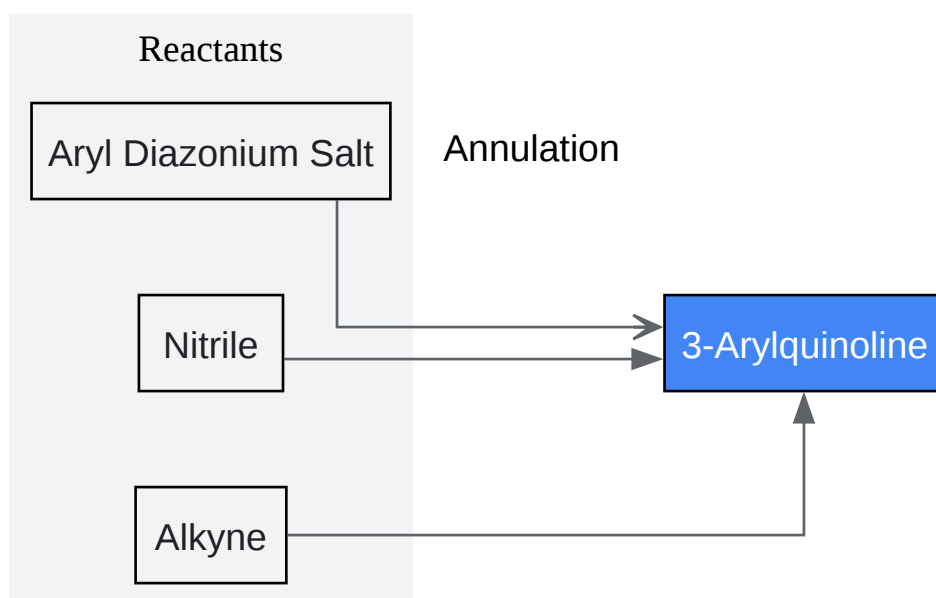 Reactants
Aryl Diazonium Salt
Annulation
Nitrile
3-Arylquinoline
Alkyne